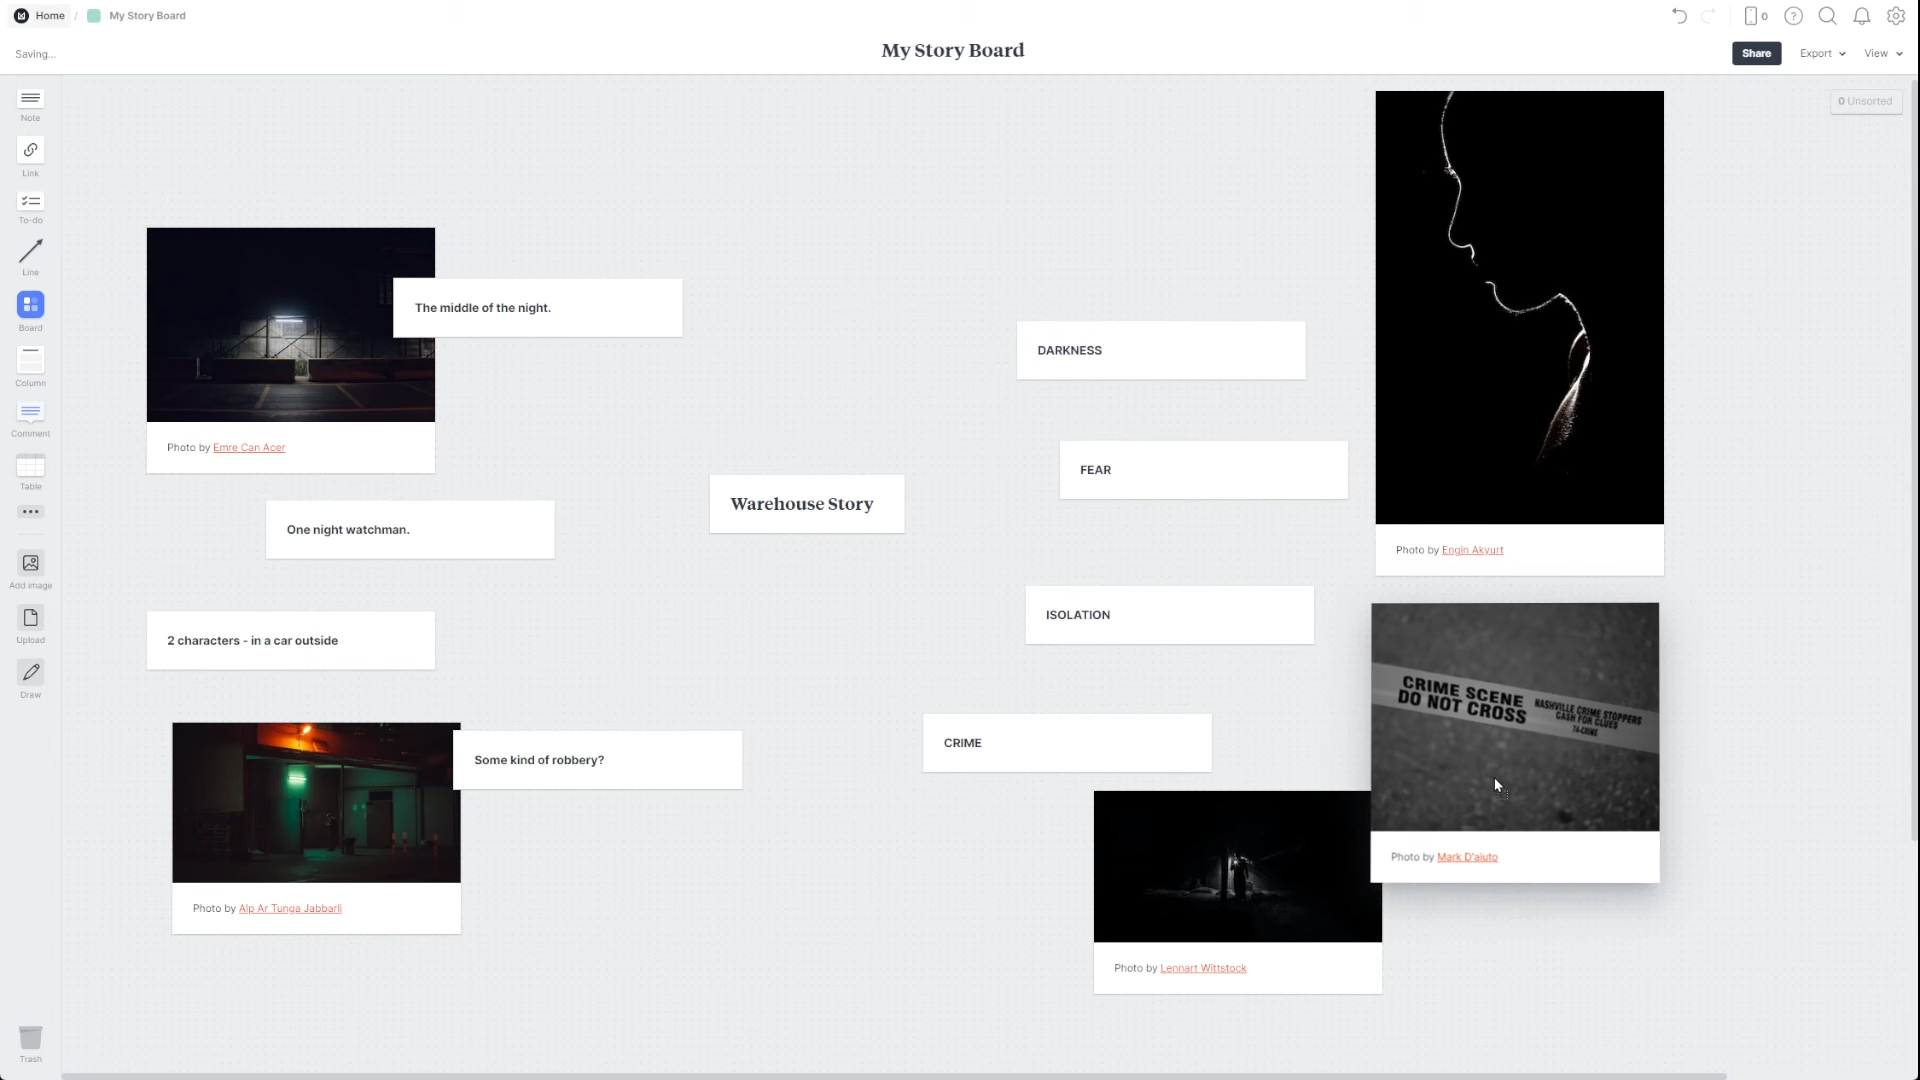 Home / My Story Board
0
Saving...
My Story Board
Share
Export
View
0 Unsorted
Note
Link
To-do
Line
Board
Column
Comment
Table
Add image
Upload
Draw
Trash
The middle of the night.
Photo by Emre Can Acer
One night watchman.
2 characters - in a car outside
Some kind of robbery?
Photo by Alp Ar Tunga Jabbarli
Warehouse Story
DARKNESS
FEAR
ISOLATION
CRIME
Photo by Lennart Wittstock
Photo by Engin Akyurt
CRIME SCENE
DO NOT CROSS
NASHVILLE CRIME STOPPERS
CASH FOR CLUES
74-CRIME
Photo by Mark D'aiuto